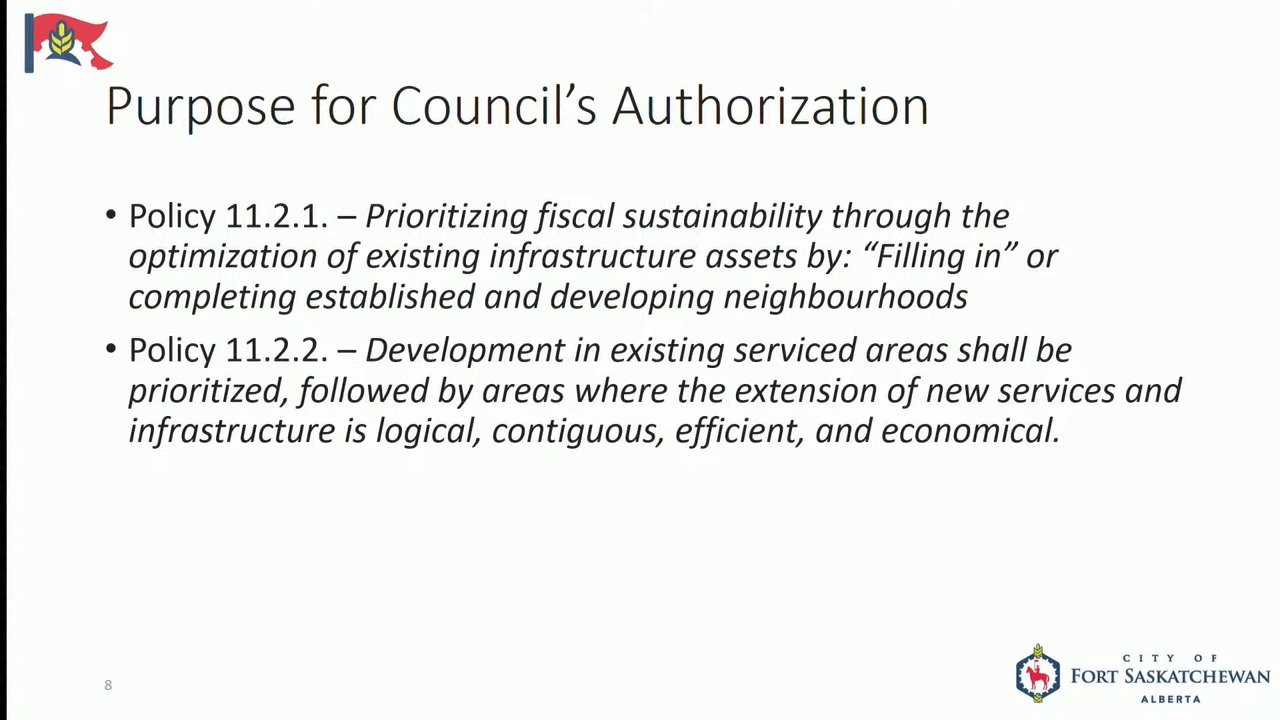 Purpose for Council’s Authorization
• Policy 11.2.1. – Prioritizing fiscal sustainability through the
optimization of existing infrastructure assets by: “Filling in” or
completing established and developing neighbourhoods
• Policy 11.2.2. – Development in existing serviced areas shall be
prioritized, followed by areas where the extension of new services and
infrastructure is logical, contiguous, efficient, and economical.
8
CITY OF
FORT SASKATCHEWAN
ALBERTA